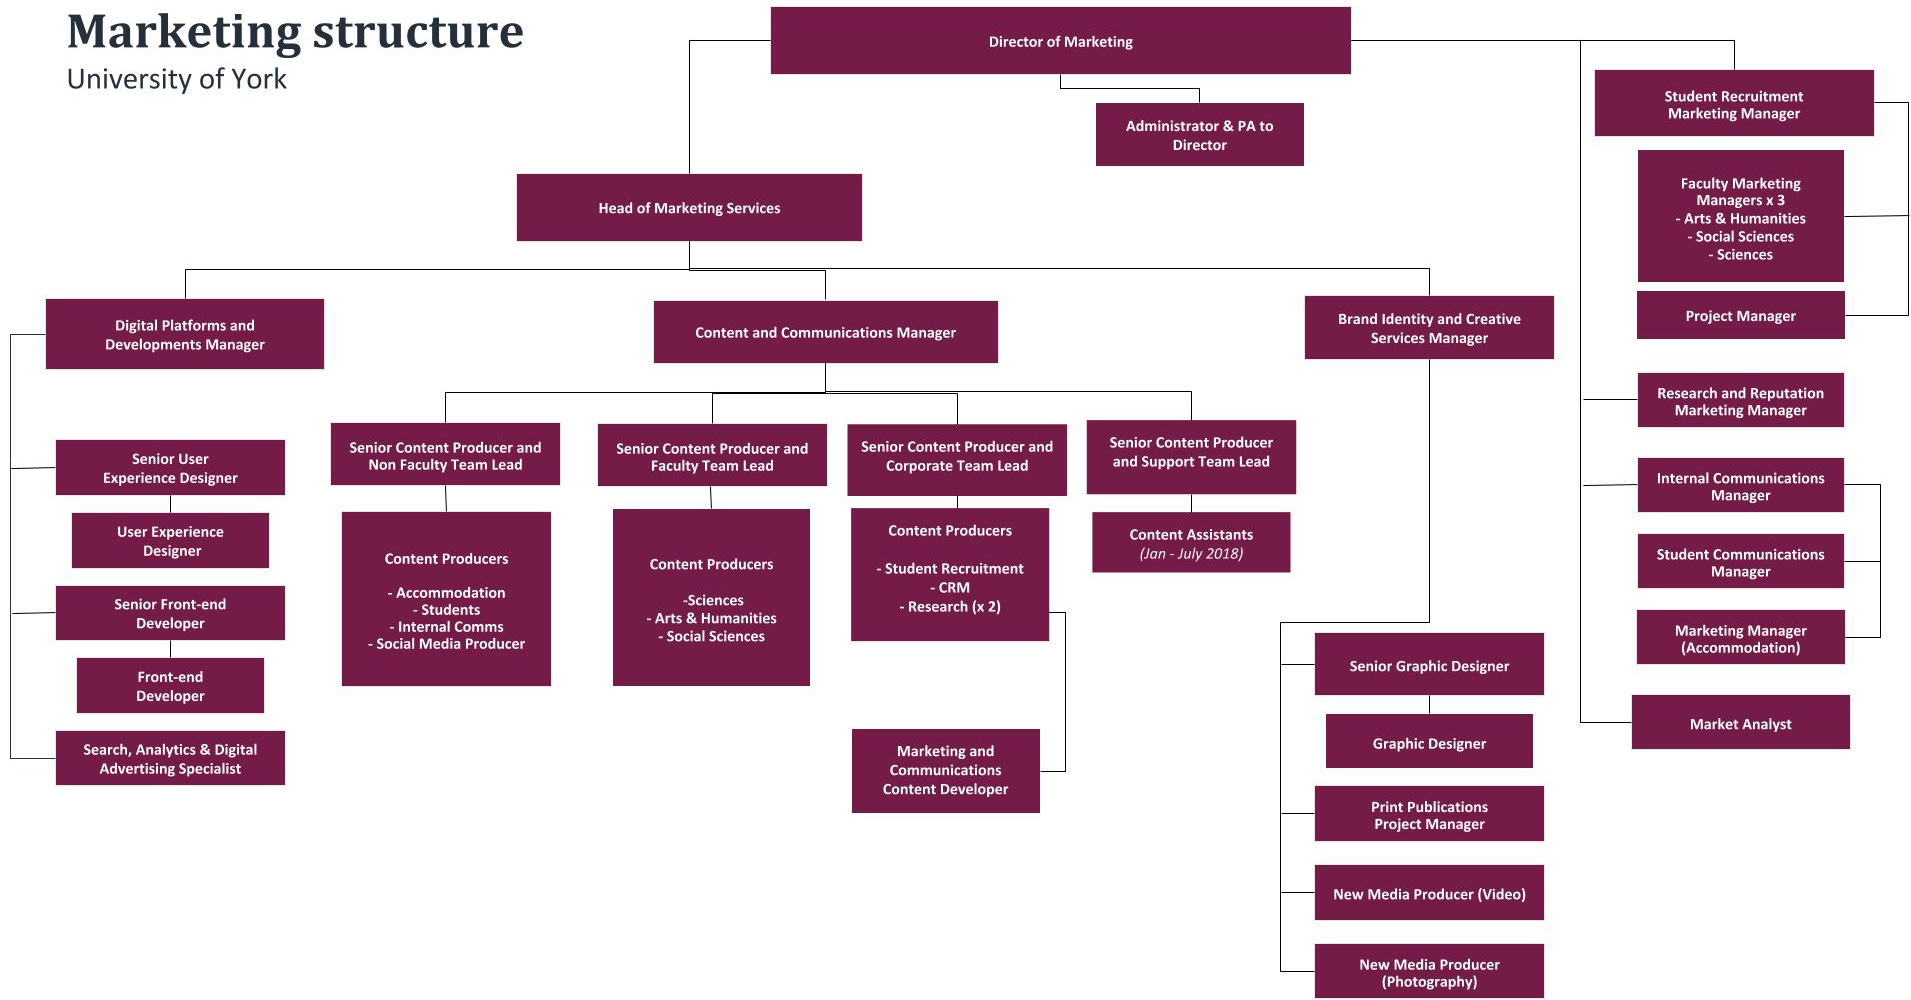 Marketing structure
University of York
Director of Marketing
Administrator & PA to
Director
Head of Marketing Services
Digital Platforms and
Developments Manager
Senior User
Experience Designer
User Experience
Designer
Senior Front-end
Developer
Front-end
Developer
Search, Analytics & Digital
Advertising Specialist
Content and Communications Manager
Senior Content Producer and
Non Faculty Team Lead
Content Producers
- Accommodation
- Students
- Internal Comms
- Social Media Producer
Senior Content Producer and
Faculty Team Lead
Content Producers
-Sciences
- Arts & Humanities
- Social Sciences
Senior Content Producer and
Corporate Team Lead
Content Producers
- Student Recruitment
- CRM
- Research (x 2)
Marketing and
Communications
Content Developer
Senior Content Producer
and Support Team Lead
Content Assistants
(Jan - July 2018)
Brand Identity and Creative
Services Manager
Senior Graphic Designer
Graphic Designer
Print Publications
Project Manager
New Media Producer (Video)
New Media Producer
(Photography)
Student Recruitment
Marketing Manager
Faculty Marketing
Managers x 3
- Arts & Humanities
- Social Sciences
- Sciences
Project Manager
Research and Reputation
Marketing Manager
Internal Communications
Manager
Student Communications
Manager
Marketing Manager
(Accommodation)
Market Analyst